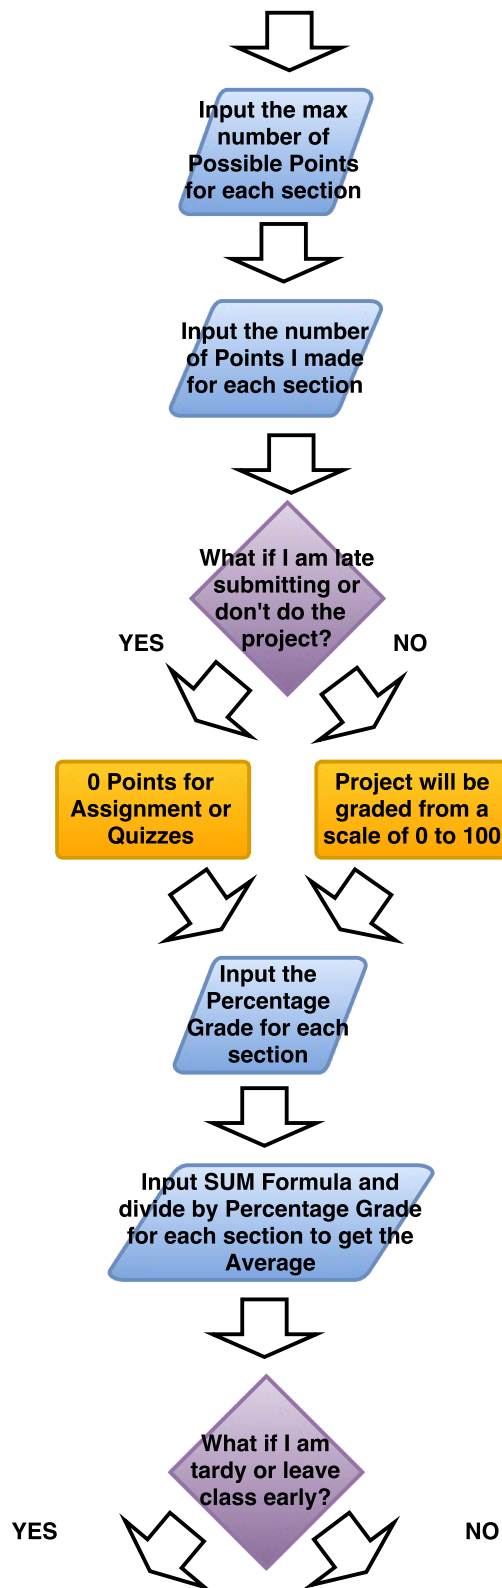 Input the max
number of
Possible Points
for each section
Input the number
of Points I made
for each section
What if I am late
submitting or
don't do the
project?
YES
NO
0 Points for
Assignment or
Quizzes
Project will be
graded from a
scale of 0 to 100
Input the
Percentage
Grade for each
section
Input SUM Formula and
divide by Percentage Grade
for each section to get the
Average
What if I am
tardy or leave
class early?
YES
NO